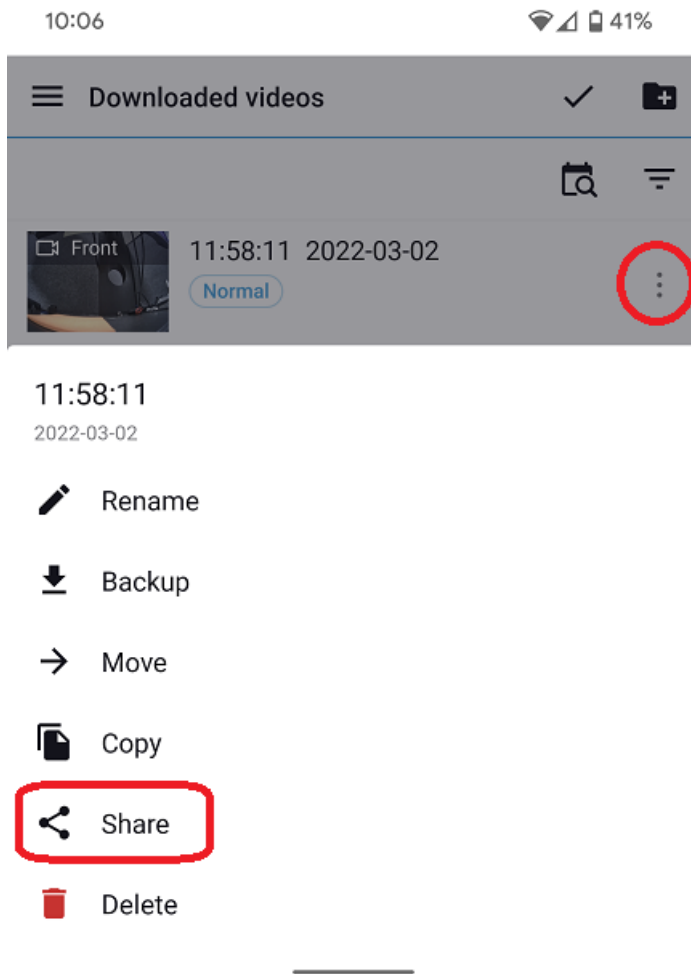 10:06 41%
Downloaded videos
Front
11:58:11 2022-03-02
Normal
11:58:11
2022-03-02
Rename
Backup
Move
Copy
Share
Delete